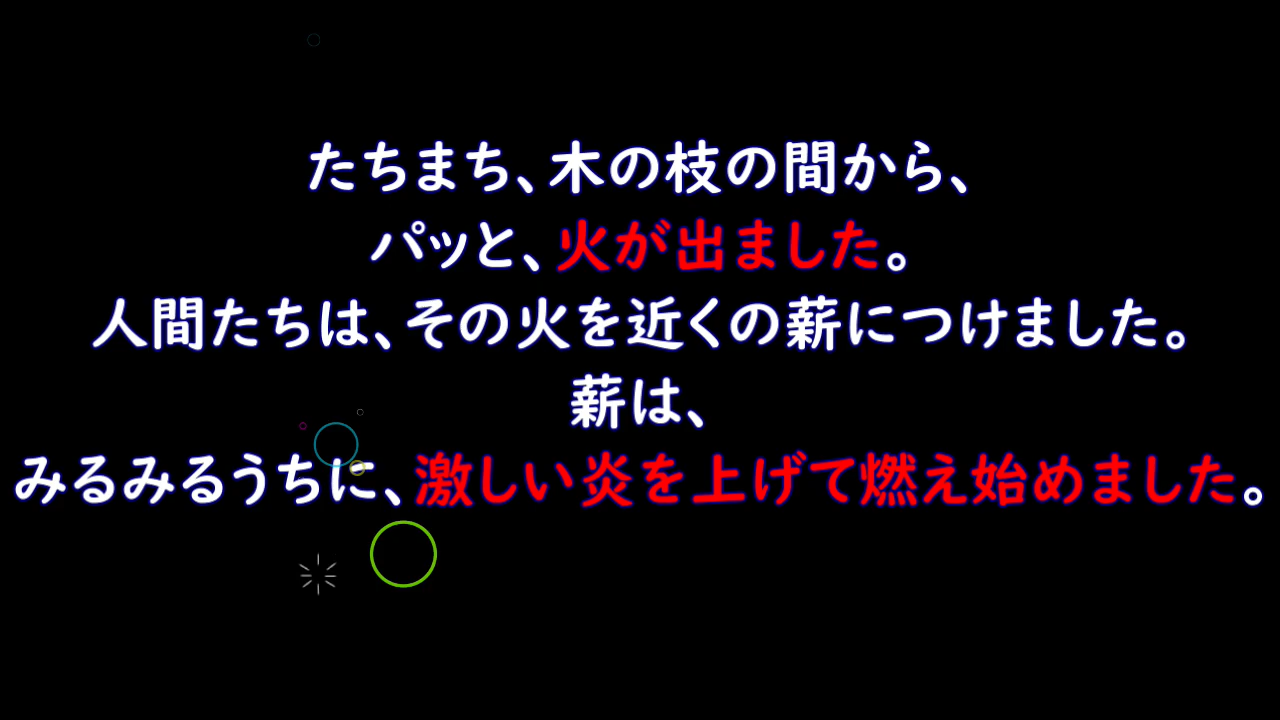 たちまち、木の枝の間から、
パッと、火が出ました。
人間たちは、その火を近くの薪につけました。
薪は、
みるみるうちに、激しい炎を上げて燃え始めました。